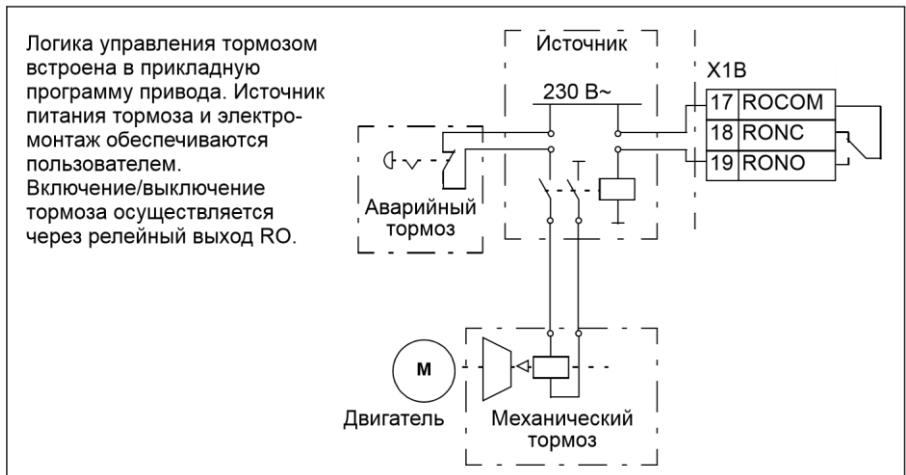 Логика управления тормозом
встроена в прикладную
программу привода. Источник
питания тормоза и электро-
монтаж обеспечиваются
пользователем.
Включение/выключение
тормоза осуществляется
через релейный выход RO.
Источник
230 В~
X1B
17 ROCOM
18 RONC
19 RONO
Аварийный
тормоз
M
Двигатель
Механический
тормоз